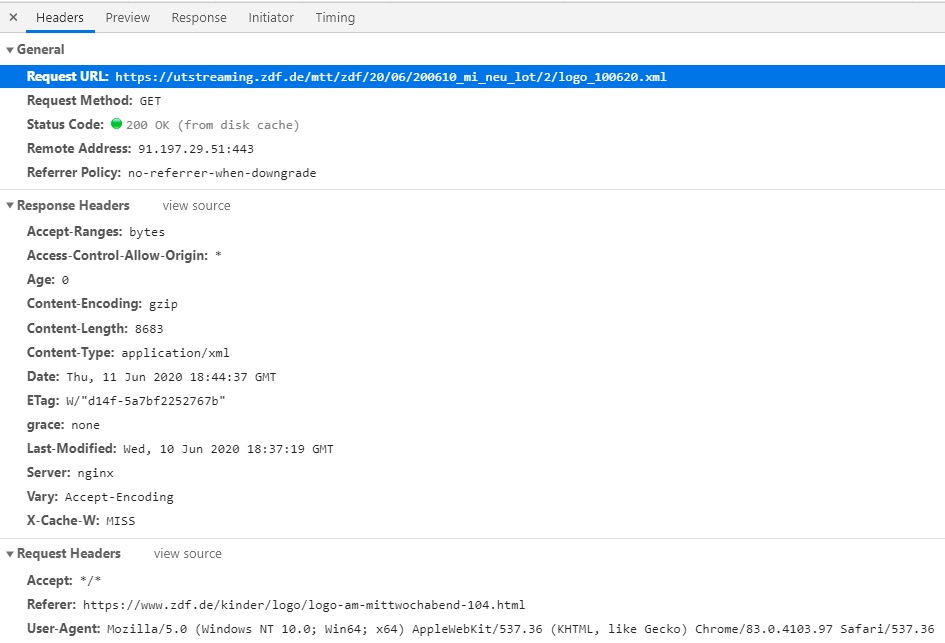 × Headers Preview Response Initiator Timing
▼ General
Request URL: https://utstreaming.zdf.de/mtt/zdf/20/06/200610_mi_neu_lot/2/logo_100620.xml
Request Method: GET
Status Code: 200 OK (from disk cache)
Remote Address: 91.197.29.51:443
Referrer Policy: no-referrer-when-downgrade
▼ Response Headers view source
Accept-Ranges: bytes
Access-Control-Allow-Origin: *
Age: 0
Content-Encoding: gzip
Content-Length: 8683
Content-Type: application/xml
Date: Thu, 11 Jun 2020 18:44:37 GMT
ETag: W/"d14f-5a7bf2252767b"
grace: none
Last-Modified: Wed, 10 Jun 2020 18:37:19 GMT
Server: nginx
Vary: Accept-Encoding
X-Cache-W: MISS
▼ Request Headers view source
Accept: */*
Referer: https://www.zdf.de/kinder/logo/logo-am-mittwochabend-104.html
User-Agent: Mozilla/5.0 (Windows NT 10.0; Win64; x64) AppleWebKit/537.36 (KHTML, like Gecko) Chrome/83.0.4103.97 Safari/537.36